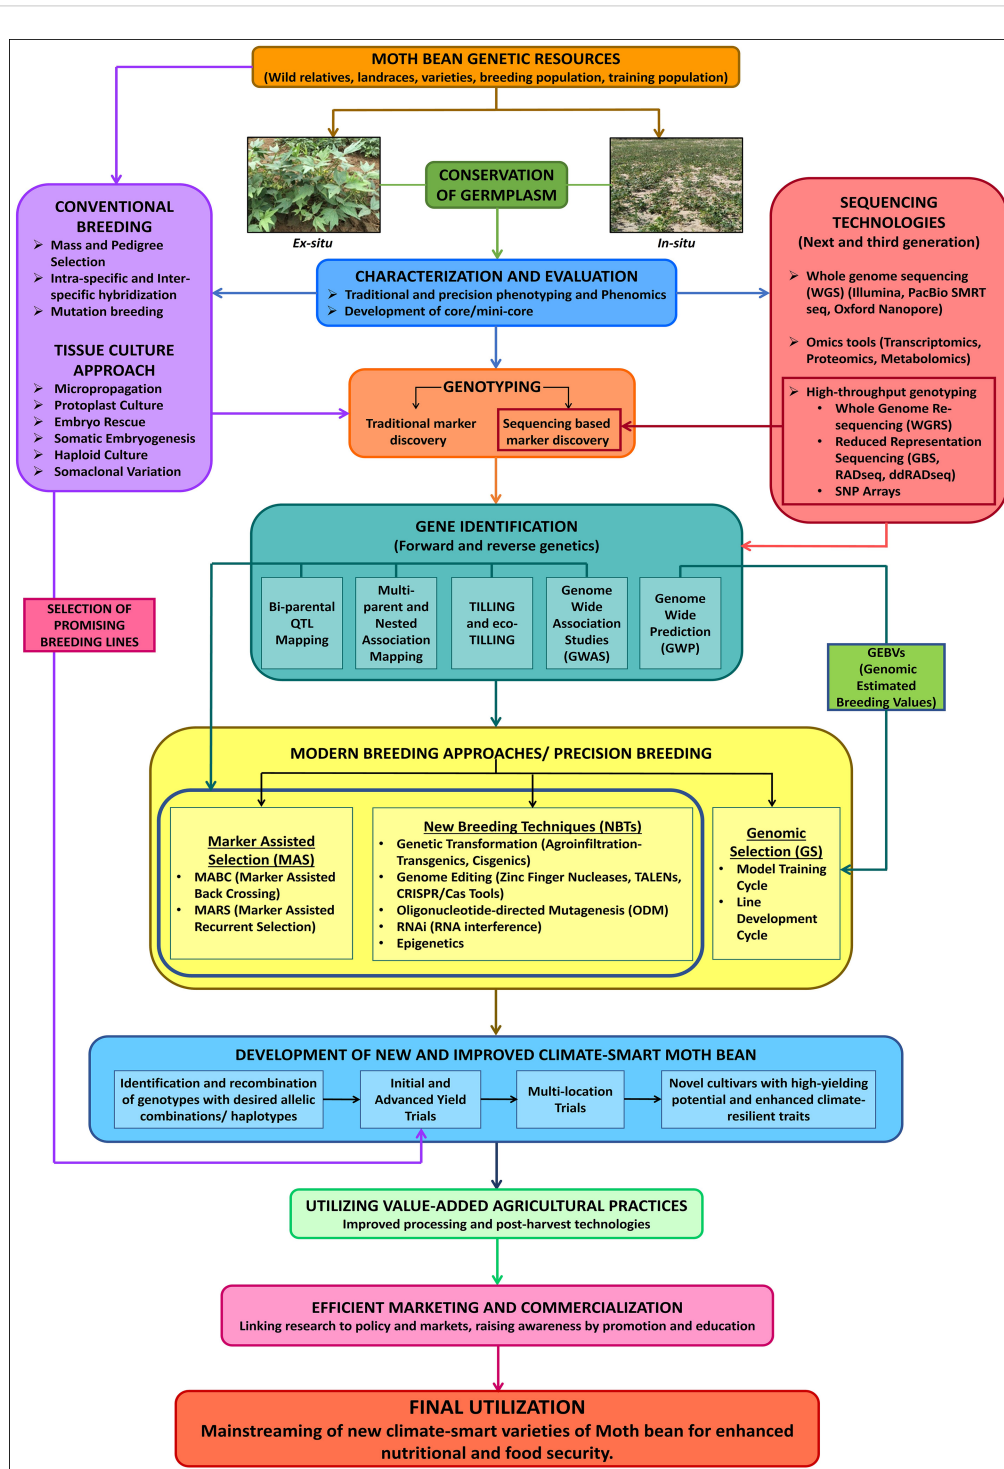 MOTH BEAN GENETIC RESOURCES
(Wild relatives, landraces, varieties, breeding population, training population)
CONSERVATION
OF GERMPLASM
Ex-situ
In-situ
CONVENTIONAL
BREEDING
➢ Mass and Pedigree
Selection
➢ Intra-specific and Inter-
specific hybridization
➢ Mutation breeding
TISSUE CULTURE
APPROACH
➢ Micropropagation
➢ Protoplast Culture
➢ Embryo Rescue
➢ Somatic Embryogenesis
➢ Haploid Culture
➢ Somaclonal Variation
CHARACTERIZATION AND EVALUATION
➢ Traditional and precision phenotyping and Phenomics
➢ Development of core/mini-core
SEQUENCING
TECHNOLOGIES
(Next and third generation)
➢ Whole genome sequencing
(WGS) (Illumina, PacBio SMRT
seq, Oxford Nanopore)
➢ Omics tools (Transcriptomics,
Proteomics, Metabolomics)
➢ High-throughput genotyping
• Whole Genome Re-
sequencing (WGRS)
• Reduced Representation
Sequencing (GBS,
RADseq, ddRADseq)
• SNP Arrays
GENOTYPING
Traditional marker
discovery
Sequencing based
marker discovery
GENE IDENTIFICATION
(Forward and reverse genetics)
Bi-parental
QTL
Mapping
Multi-
parent and
Nested
Association
Mapping
TILLING
and eco-
TILLING
Genome
Wide
Association
Studies
(GWAS)
Genome
Wide
Prediction
(GWP)
SELECTION OF
PROMISING
BREEDING LINES
GEBVs
(Genomic
Estimated
Breeding Values)
MODERN BREEDING APPROACHES/ PRECISION BREEDING
Marker Assisted
Selection (MAS)
• MABC (Marker Assisted
Back Crossing)
• MARS (Marker Assisted
Recurrent Selection)
New Breeding Techniques (NBTs)
• Genetic Transformation (Agroinfiltration-
Transgenics, Cisgenics)
• Genome Editing (Zinc Finger Nucleases, TALENs,
CRISPR/Cas Tools)
• Oligonucleotide-directed Mutagenesis (ODM)
• RNAi (RNA interference)
• Epigenetics
Genomic
Selection (GS)
• Model Training
Cycle
• Line
Development
Cycle
DEVELOPMENT OF NEW AND IMPROVED CLIMATE-SMART MOTH BEAN
Identification and recombination
of genotypes with desired allelic
combinations/ haplotypes
Initial and
Advanced Yield
Trials
Multi-location
Trials
Novel cultivars with high-yielding
potential and enhanced climate-
resilient traits
UTILIZING VALUE-ADDED AGRICULTURAL PRACTICES
Improved processing and post-harvest technologies
EFFICIENT MARKETING AND COMMERCIALIZATION
Linking research to policy and markets, raising awareness by promotion and education
FINAL UTILIZATION
Mainstreaming of new climate-smart varieties of Moth bean for enhanced
nutritional and food security.